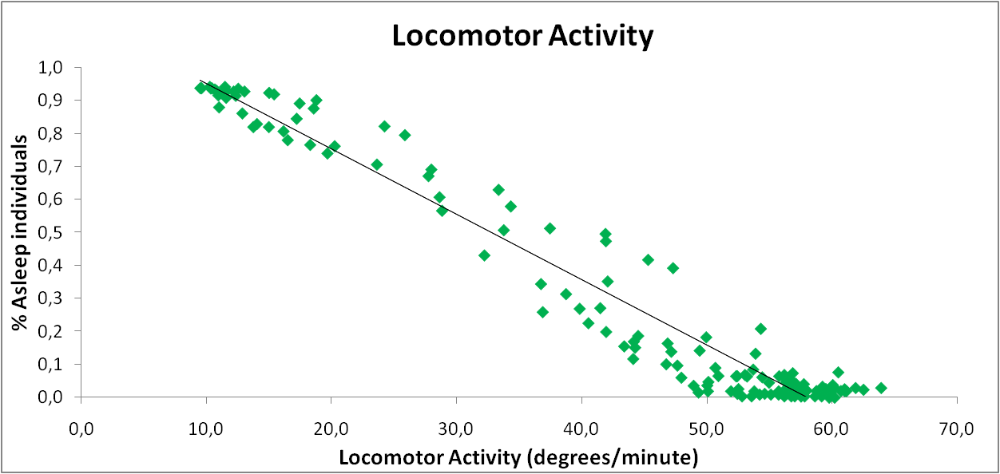 Locomotor Activity
1,0
0,9
0,8
0,7
0,6
0,5
0,4
0,3
0,2
0,1
0,0
% Asleep individuals
0,0 10,0 20,0 30,0 40,0 50,0 60,0 70,0
Locomotor Activity (degrees/minute)